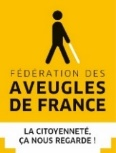 FÉDÉRATION DES
AVEUGLES
DE FRANCE
LA CITOYENNETÉ,
ÇA NOUS REGARDE !